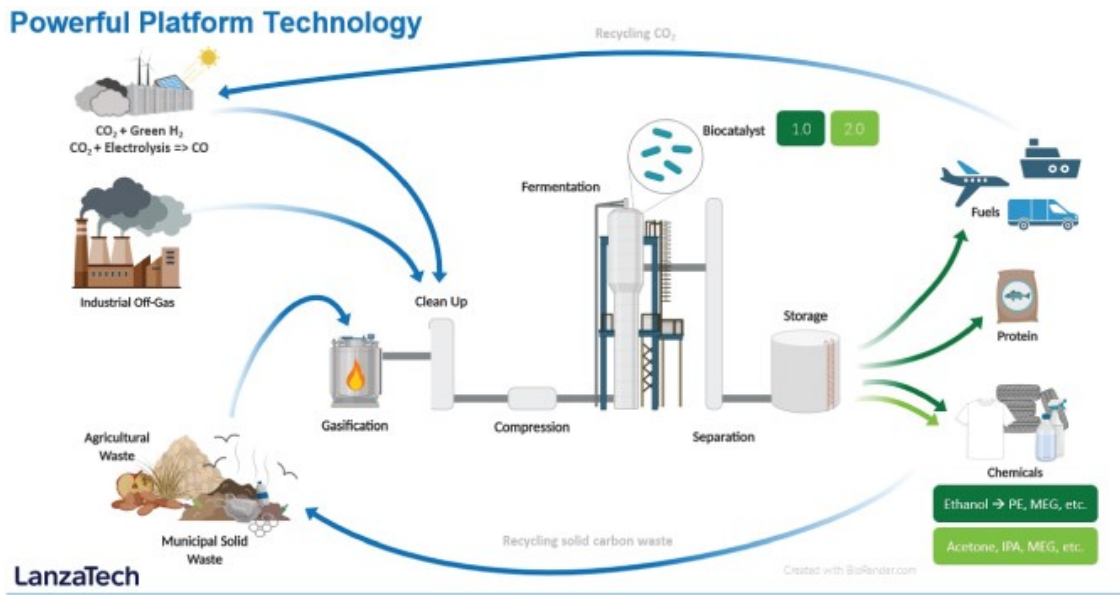 Powerful Platform Technology
Recycling CO₂
CO₂ + Green H₂
CO₂ + Electrolysis => CO
Biocatalyst
1.0
2.0
Fermentation
Fuels
Industrial Off-Gas
Clean Up
Storage
Protein
Gasification
Compression
Separation
Agricultural
Waste
Chemicals
Ethanol → PE, MEG, etc.
Municipal Solid
Waste
Recycling solid carbon waste
Acetone, IPA, MEG, etc.
LanzaTech
Created with BioRender.com